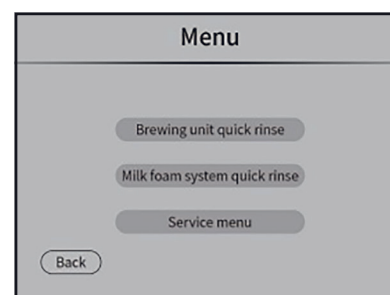 Menu
Brewing unit quick rinse
Milk foam system quick rinse
Service menu
Back